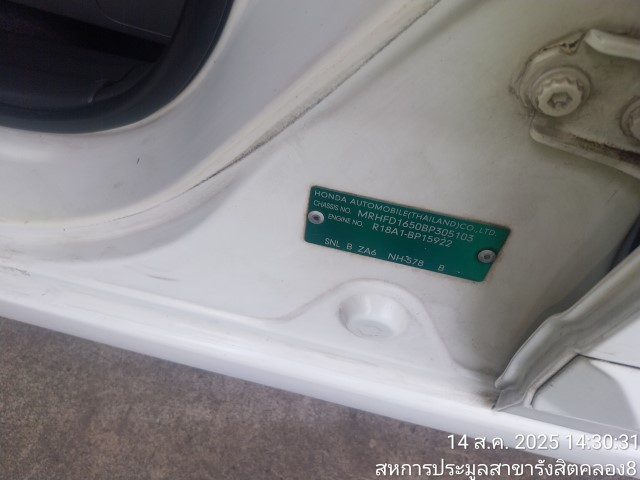 HONDA AUTOMOBILE(THAILAND)CO.,LTD.
CHASSIS NO. MRHFD1650BP305103
ENGINE NO. R18A1-BP15922
SNL B ZA6 NH-578 B
14 ส.ค. 2025 14:30:31
สหการประมูลสาขารังสิตคลอง8